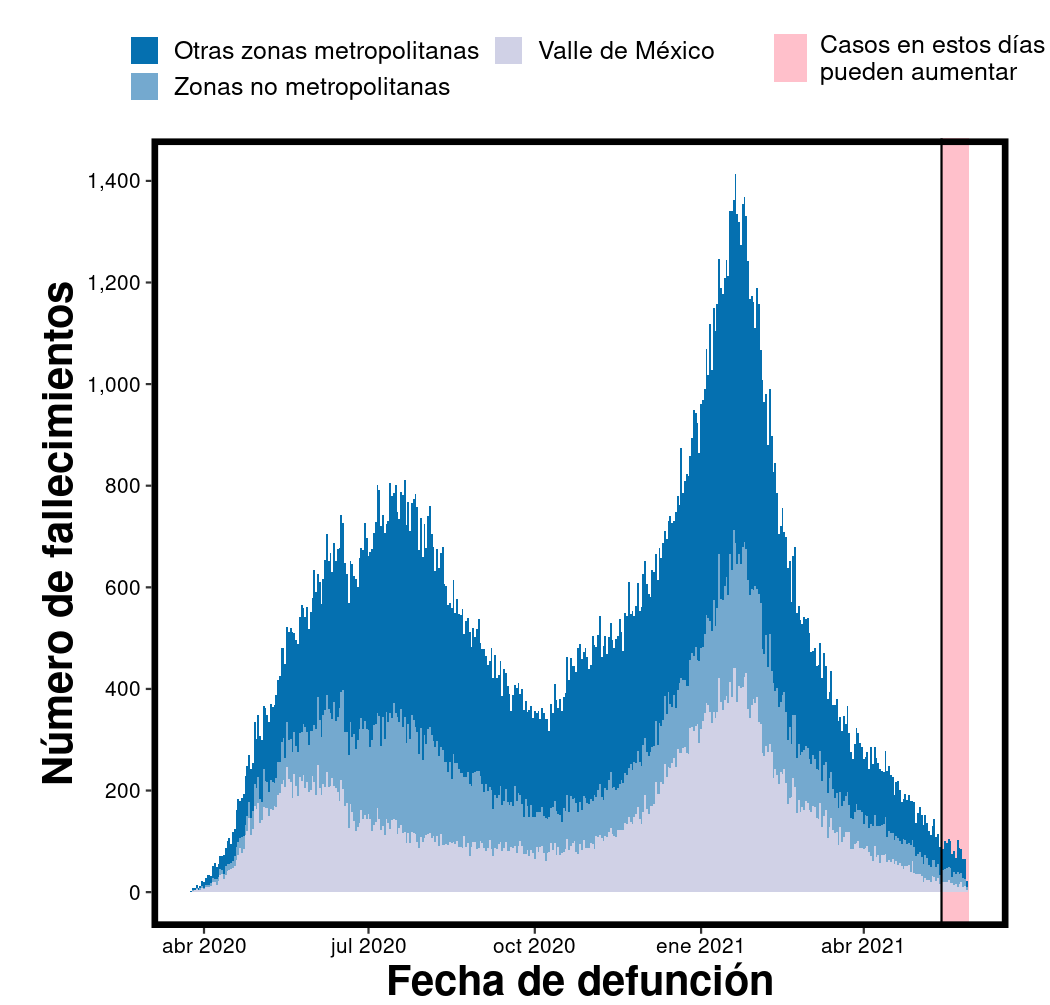 Otras zonas metropolitanas
Valle de México
Casos en estos días
pueden aumentar
Zonas no metropolitanas
Número de fallecimientos
1,400
1,200
1,000
800
600
400
200
0
abr 2020
jul 2020
oct 2020
ene 2021
abr 2021
Fecha de defunción